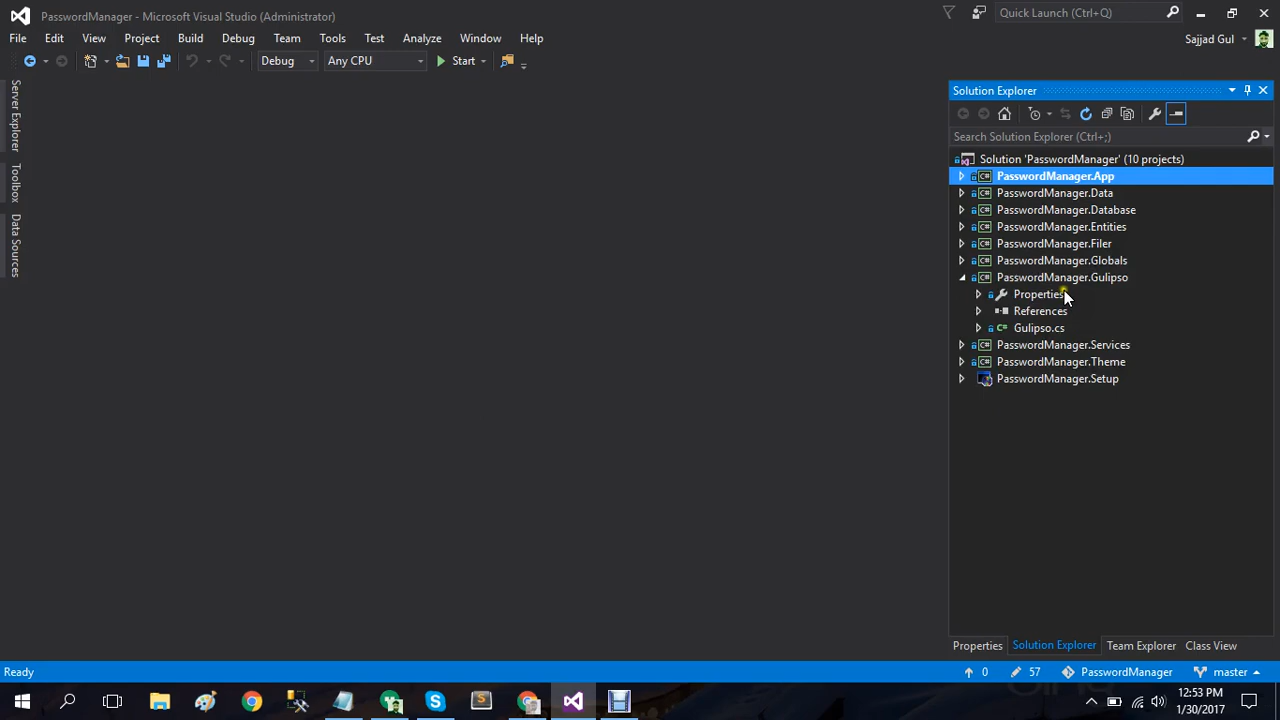 PasswordManager - Microsoft Visual Studio (Administrator)
Quick Launch (Ctrl+Q)
File Edit View Project Build Debug Team Tools Test Analyze Window Help
Sajjad Gul
Debug Any CPU Start
Server Explorer
Toolbox
Data Sources
Solution Explorer
Search Solution Explorer (Ctrl+;)
Solution 'PasswordManager' (10 projects)
PasswordManager.App
PasswordManager.Data
PasswordManager.Database
PasswordManager.Entities
PasswordManager.Filer
PasswordManager.Globals
PasswordManager.Gulipso
Properties
References
Gulipso.cs
PasswordManager.Services
PasswordManager.Theme
PasswordManager.Setup
Properties Solution Explorer Team Explorer Class View
Ready
0 57 PasswordManager master
12:53 PM
1/30/2017